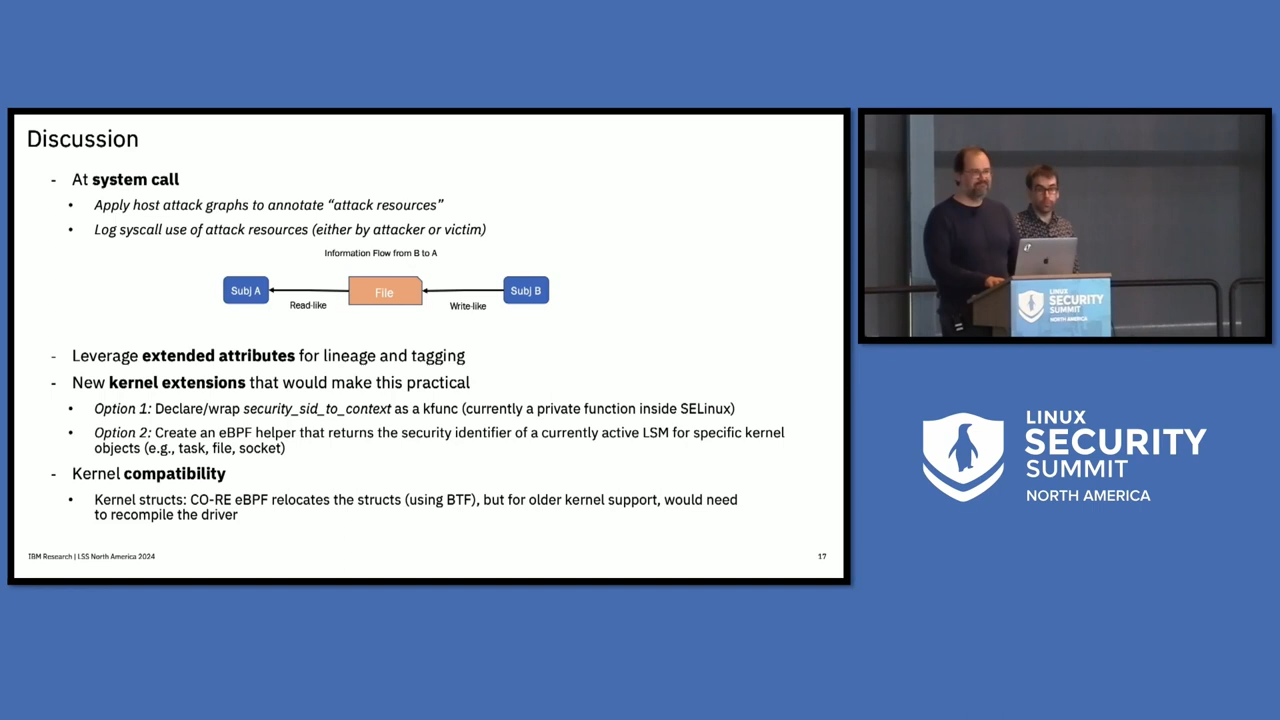 Discussion
- At system call
• Apply host attack graphs to annotate “attack resources”
• Log syscall use of attack resources (either by attacker or victim)
Information Flow from B to A
Subj A
File
Subj B
Read-like
Write-like
- Leverage extended attributes for lineage and tagging
- New kernel extensions that would make this practical
• Option 1: Declare/wrap security_sid_to_context as a kfunc (currently a private function inside SELinux)
• Option 2: Create an eBPF helper that returns the security identifier of a currently active LSM for specific kernel
objects (e.g., task, file, socket)
- Kernel compatibility
• Kernel structs: CO-RE eBPF relocates the structs (using BTF), but for older kernel support, would need
to recompile the driver
IBM Research | LSS North America 2024
17
LINUX
SECURITY
SUMMIT
NORTH AMERICA
LINUX
SECURITY
SUMMIT
NORTH AMERICA